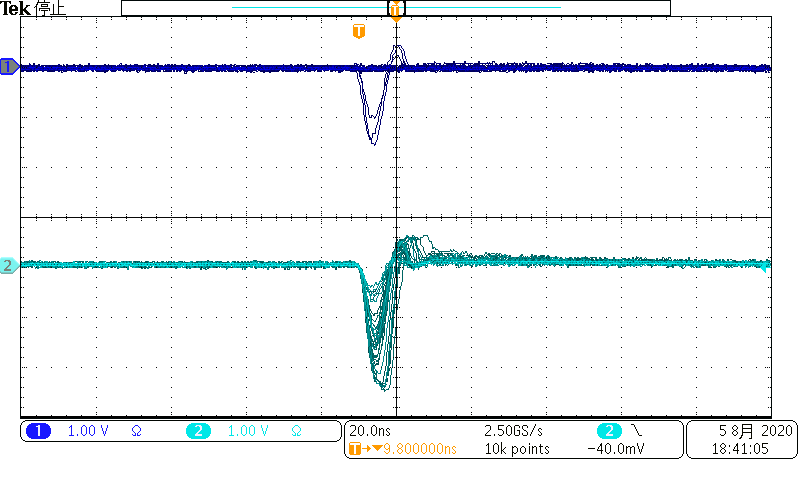 Tek 停止
T
T
1
2
1 1.00 V Ω 2 1.00 V Ω
20.0ns 2.50GS/s 2
T→▼9.800000ns 10k points −40.0mV
5 8月 2020
18:41:05